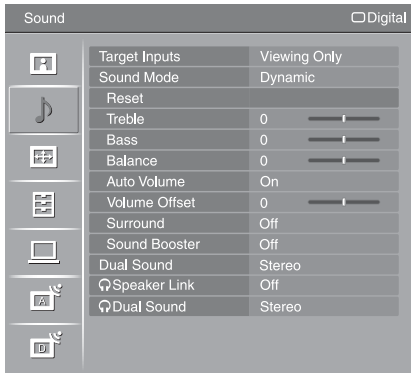 Sound Digital
Target Inputs Viewing Only
Sound Mode Dynamic
Reset
Treble 0
Bass 0
Balance 0
Auto Volume On
Volume Offset 0
Surround Off
Sound Booster Off
Dual Sound Stereo
Speaker Link Off
Dual Sound Stereo
A
D